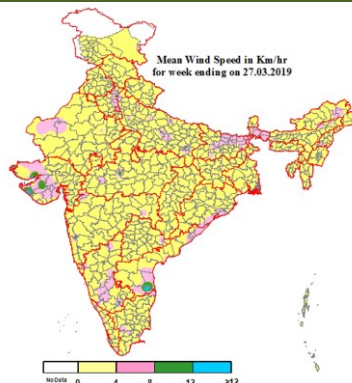 Mean Wind Speed in Km/hr
for week ending on 27.03.2019
No Data 0 4 8 12 >12